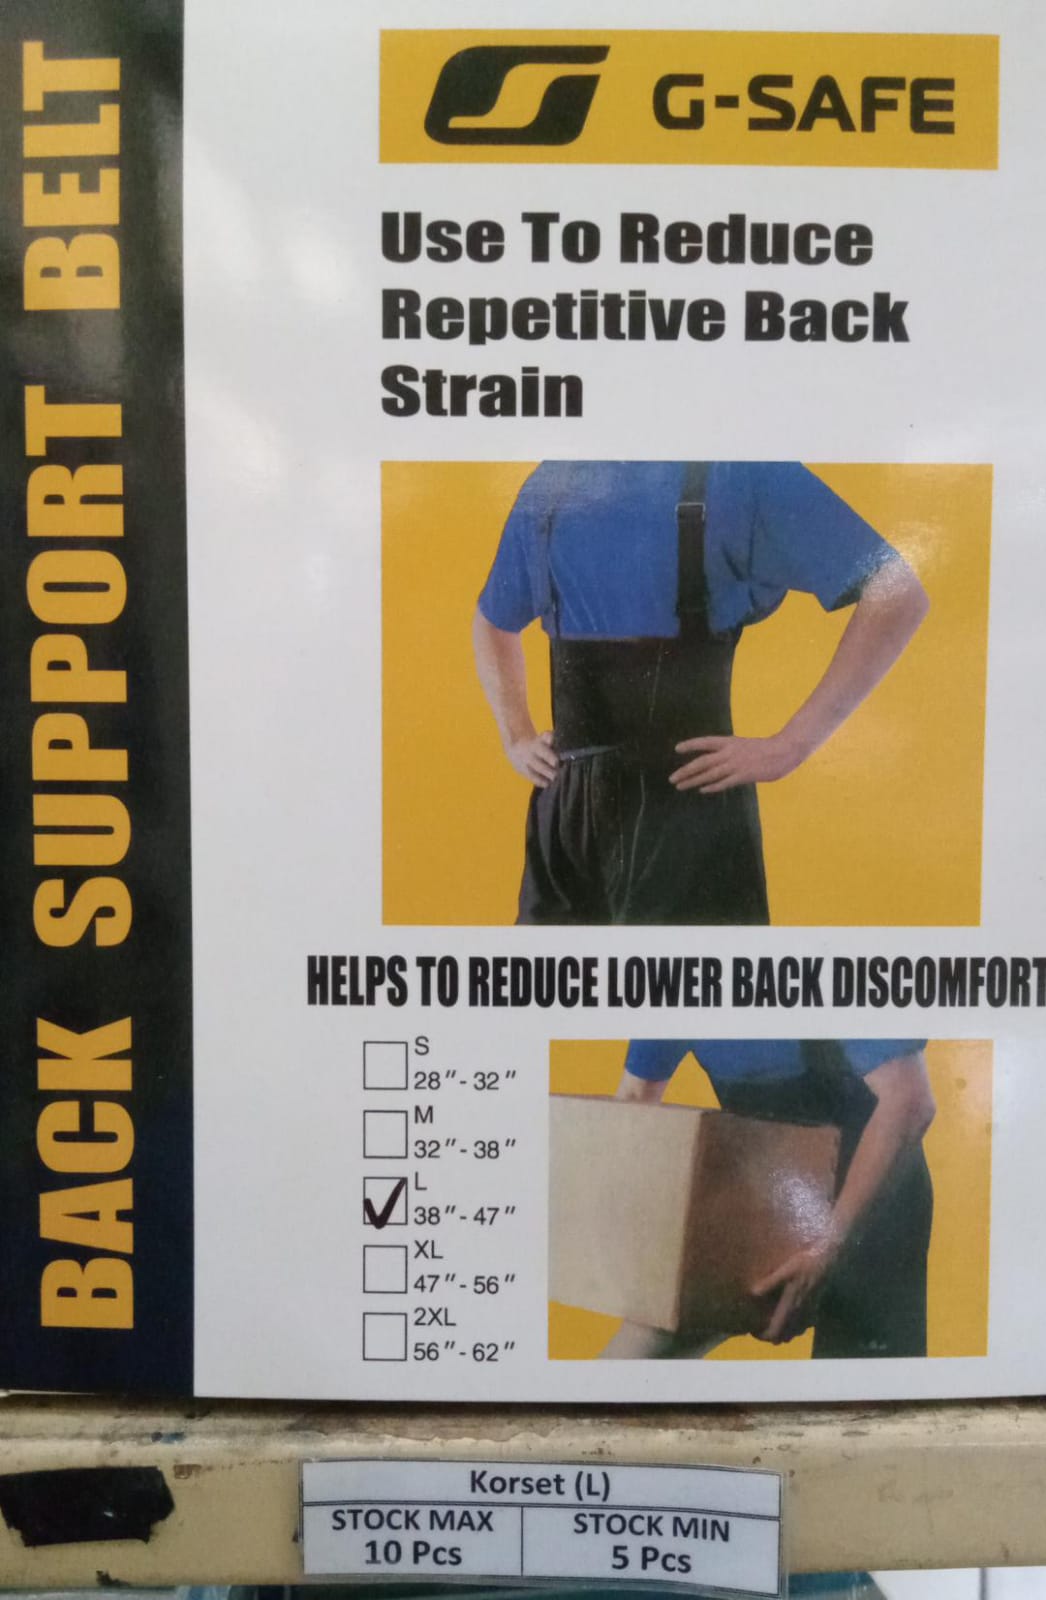 BACK SUPPORT BELT
G-SAFE
Use To Reduce
Repetitive Back
Strain
HELPS TO REDUCE LOWER BACK DISCOMFORT
S
28"- 32"
M
32"- 38"
L
38"- 47"
XL
47"- 56"
2XL
56"- 62"
Korset (L)
STOCK MAX
10 Pcs
STOCK MIN
5 Pcs